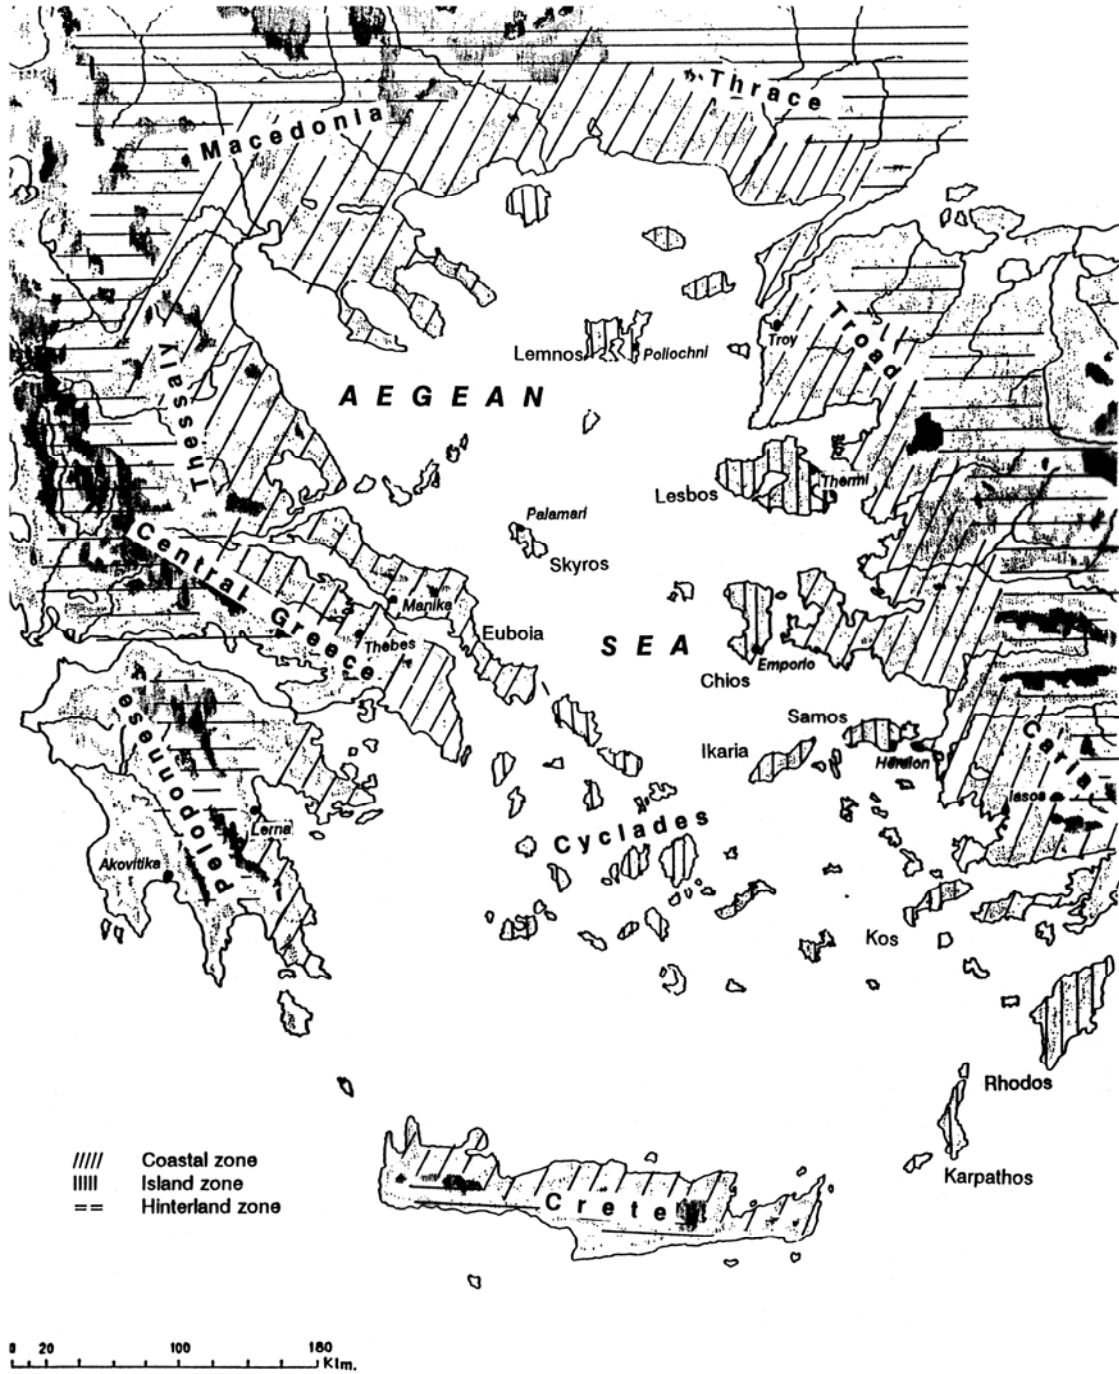 Thrace
Macedonia
Troad
Troy
Lemnos
Poliochni
Thessaly
AEGEAN
Lesbos
Thermi
Palamari
Skyros
Central Greece
Manika
Thebes
Euboia
SEA
Emporio
Chios
Samos
Ikaria
Heraion
Caria
Iasos
Peloponnese
Lerna
Akovitika
Cyclades
Kos
Rhodos
Karpathos
Crete
///// Coastal zone
IIIII Island zone
== Hinterland zone
0 20 100 180
Klm.